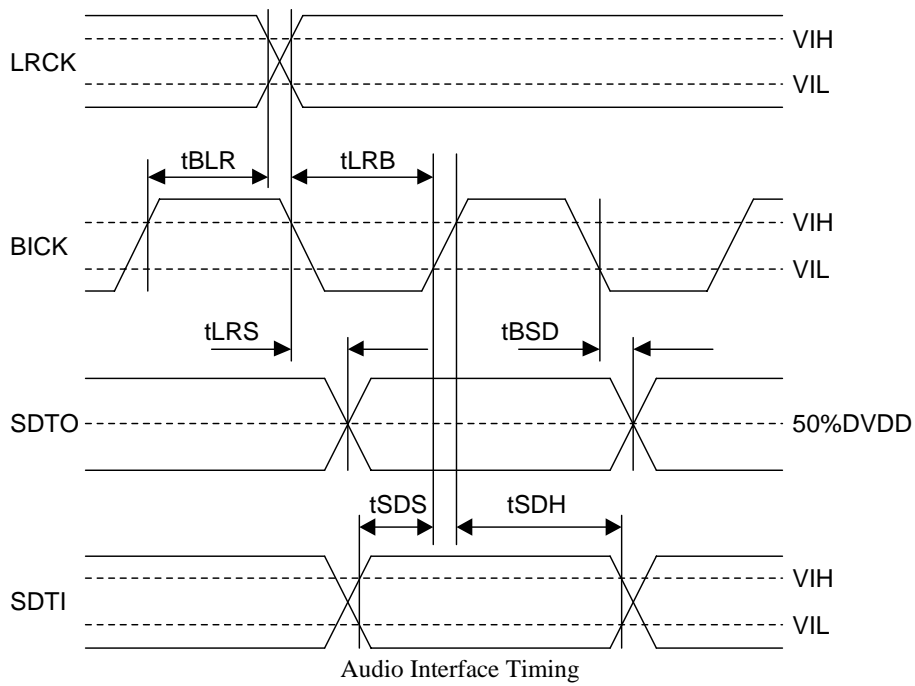 LRCK
VIH
VIL
tBLR
tLRB
BICK
VIH
VIL
tLRS
tBSD
SDTO
50%DVDD
tSDS
tSDH
SDTI
VIH
VIL
Audio Interface Timing